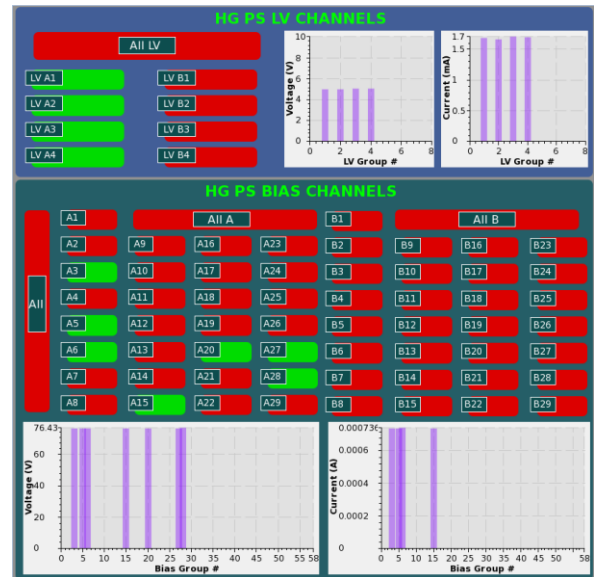 HG PS LV CHANNELS
All LV
LV A1 LV B1
LV A2 LV B2
LV A3 LV B3
LV A4 LV B4
Voltage (V)
10
8
6
4
2
0
0 2 4 6 8
LV Group #
Current (mA)
1.7
1.5
1
0.5
0
0 2 4 6 8
LV Group #
HG PS BIAS CHANNELS
All
A1 All A B1 All B
A2 A9 A16 A23 B2 B9 B16 B23
A3 A10 A17 A24 B3 B10 B17 B24
A4 A11 A18 A25 B4 B11 B18 B25
A5 A12 A19 A26 B5 B12 B19 B26
A6 A13 A20 A27 B6 B13 B20 B27
A7 A14 A21 A28 B7 B14 B21 B28
A8 A15 A22 A29 B8 B15 B22 B29
Voltage (V)
76.43
60
40
20
0
0 5 10 15 20 25 30 35 40 45 50 55 58
Bias Group #
Current (A)
0.0006
0.0004
0.0002
0
0 5 10 15 20 25 30 35 40 45 50 58
Bias Group #